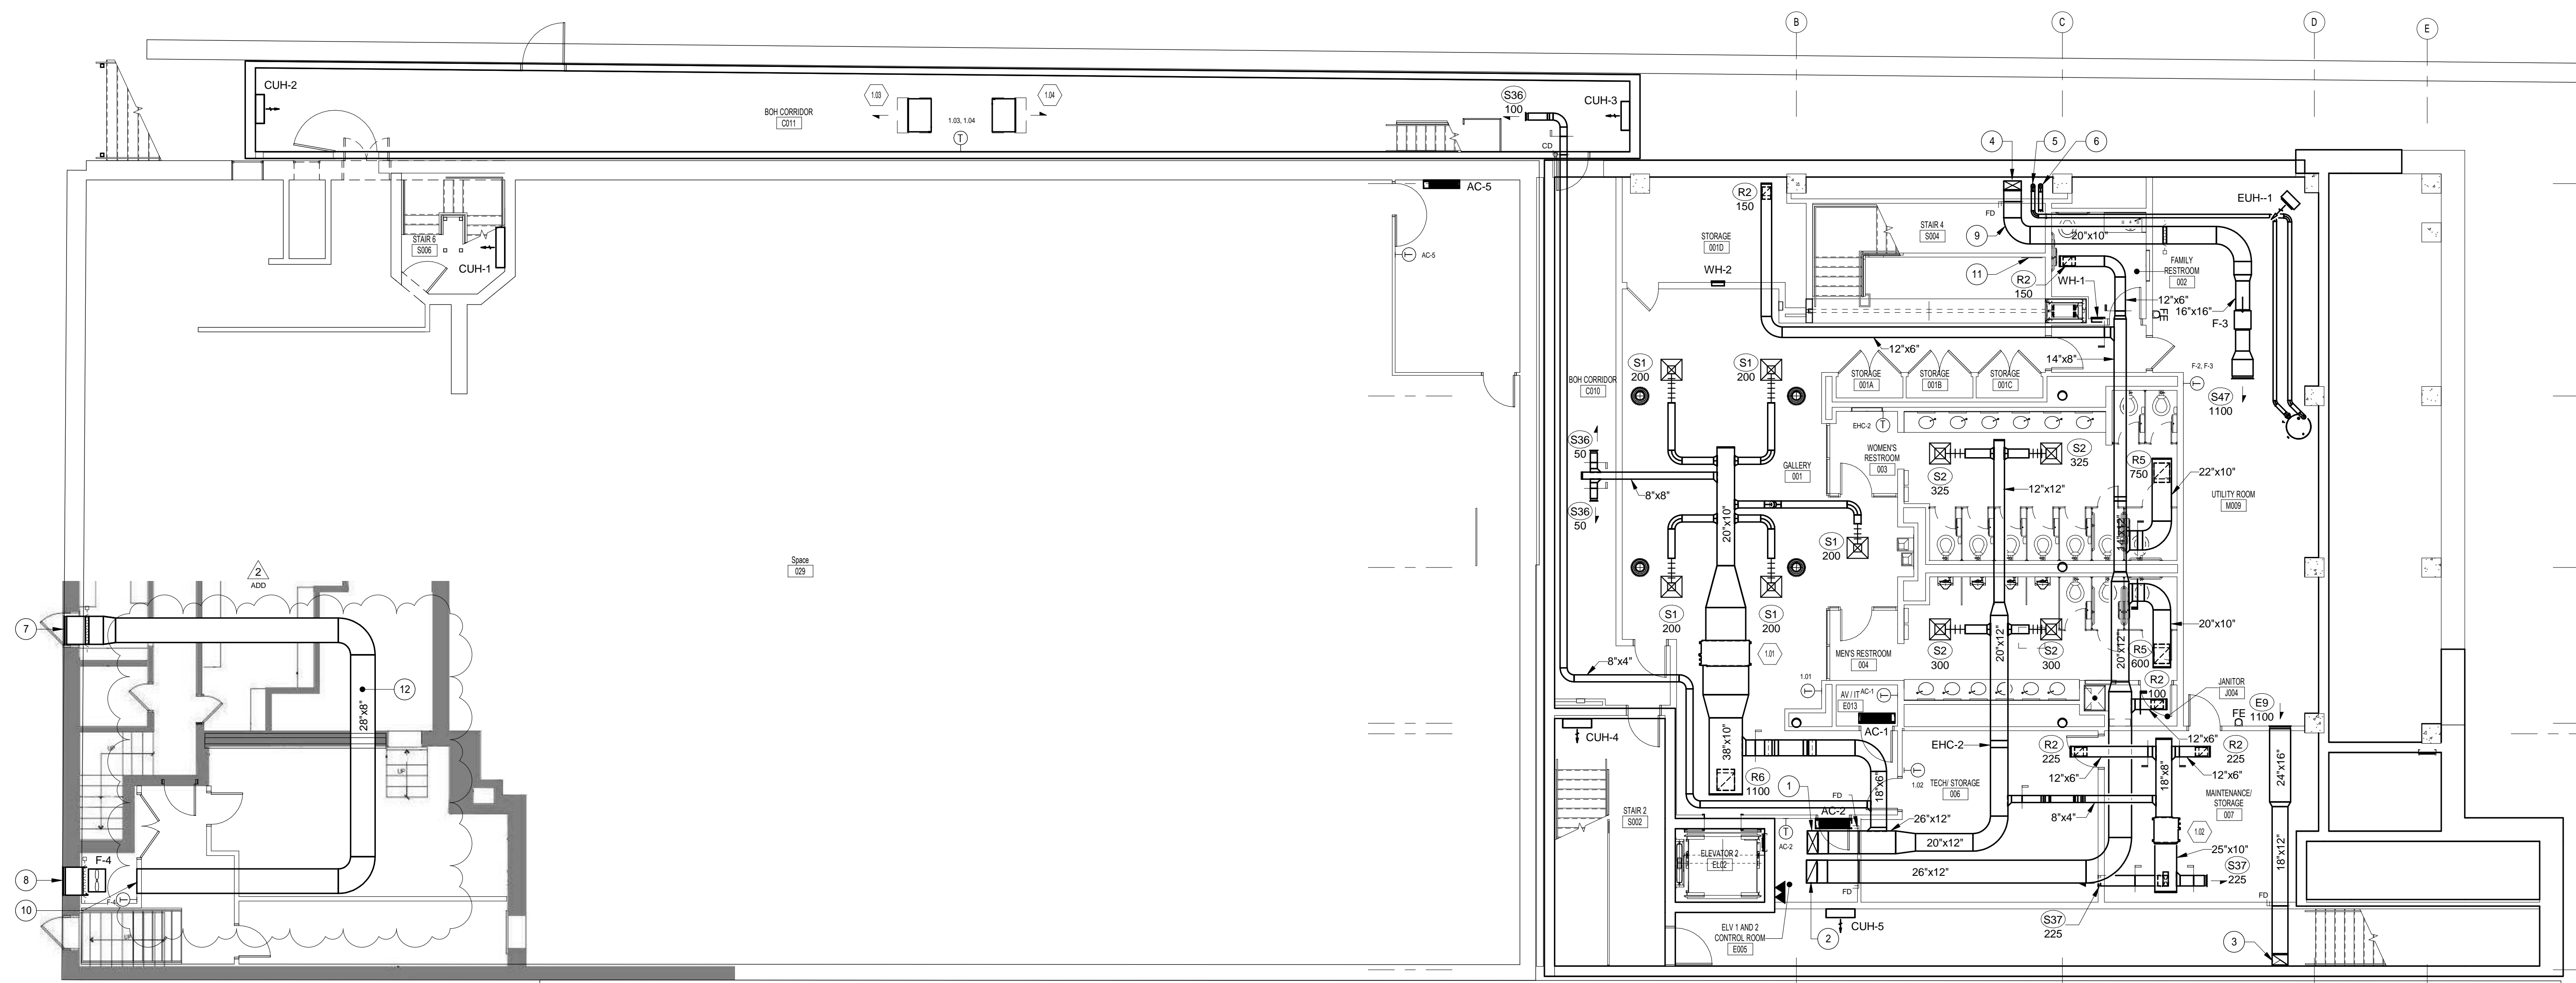 B
C
D
E
CUH-2
BOH CORRIDOR
C011
1.03
1.03, 1.04
T
1.04
S36
100
CUH-3
CD
4
5
6
AC-5
T
AC-5
STAIR 6
S006
CUH-1
R2
150
STORAGE
001D
WH-2
STAIR 4
S004
FD
9
20"x10"
EUH--1
11
FAMILY
RESTROOM
002
R2
150
WH-1
12"x6"
16"x16"
FE
F-3
12"x6"
14"x8"
S1
200
S1
200
BOH CORRIDOR
C010
STORAGE
001A
STORAGE
001B
STORAGE
001C
F-2, F-3
T
S47
1100
EHC-2
T
S36
50
GALLERY
001
WOMEN'S
RESTROOM
003
S2
325
S2
325
R5
750
22"x10"
8"x8"
12"x12"
UTILITY ROOM
M009
S36
50
20"x10"
14"x12"
S1
200
Space
029
2
ADD
S1
200
S1
200
1.01
MEN'S RESTROOM
004
S2
300
S2
300
20"x12"
20"x12"
20"x10"
R5
600
7
12
28"x8"
8"x4"
1.01
T
AV / IT
E013
AC-1
T
AC-1
R2
100
JANITOR
J004
FE
E9
1100
12"x6"
CUH-4
38"x10"
R6
1100
EHC-2
T
1.02
TECH/ STORAGE
006
R2
225
R2
225
12"x6"
12"x6"
18"x8"
24"x16"
MAINTENANCE/
STORAGE
007
UP
UP
1
FD
18"x6"
AC-2
26"x12"
8"x4"
1.02
STAIR 2
S002
T
AC-2
20"x12"
25"x10"
18"x12"
ELEVATOR 2
EL02
26"x12"
S37
225
F-4
8
10
F-4
T
UP
FD
FD
S37
225
ELV 1 AND 2
CONTROL ROOM
E005
2
CUH-5
3